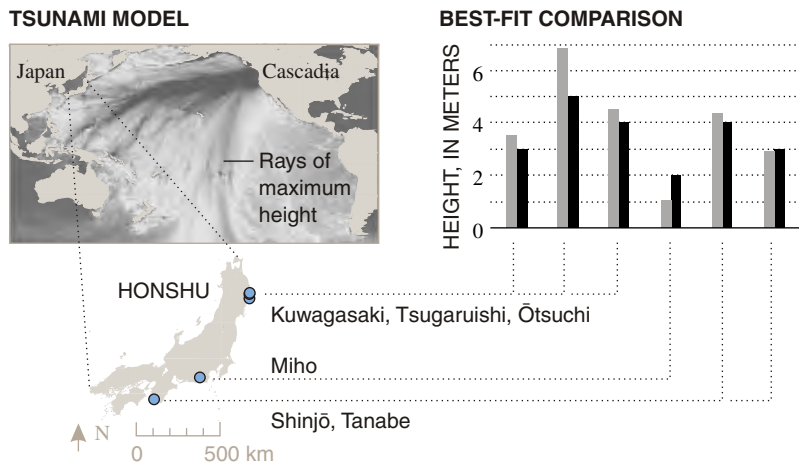 TSUNAMI MODEL
Japan
Cascadia
Rays of
maximum
height
BEST-FIT COMPARISON
HEIGHT, IN METERS
6
4
2
0
HONSHU
Kuwagasaki, Tsugaruishi, Ōtsuchi
Miho
Shinjō, Tanabe
N
0 500 km